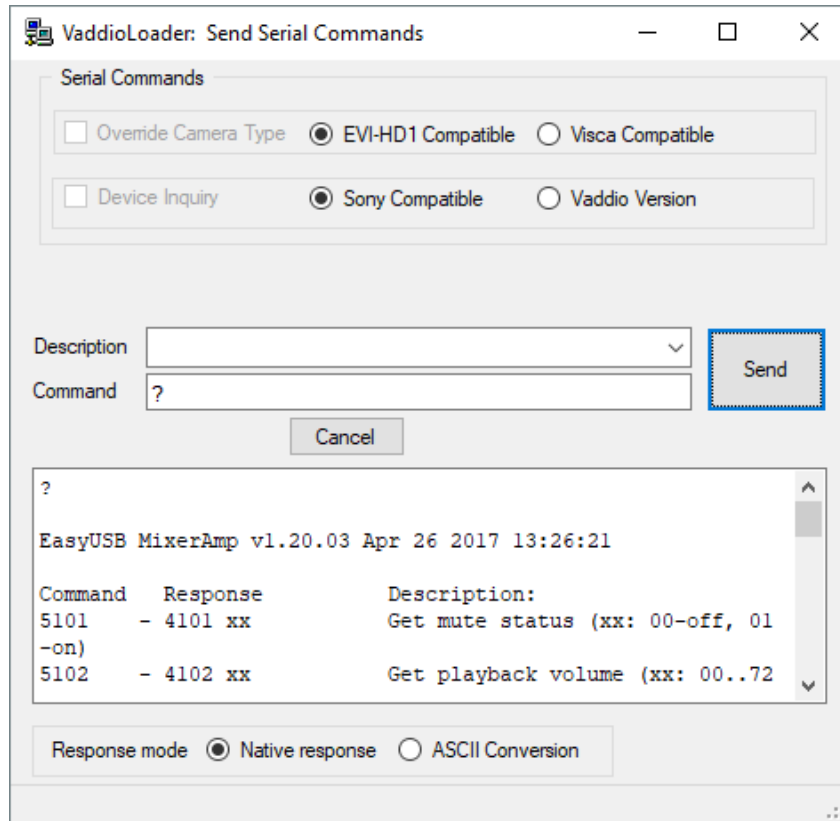 VaddioLoader: Send Serial Commands
Serial Commands
Override Camera Type EVI-HD1 Compatible Visca Compatible
Device Inquiry Sony Compatible Vaddio Version
Description
Send
Command ?
Cancel
?
EasyUSB MixerAmp v1.20.03 Apr 26 2017 13:26:21
Command Response Description:
5101 - 4101 xx Get mute status (xx: 00-off, 01
-on)
5102 - 4102 xx Get playback volume (xx: 00..72
Response mode Native response ASCII Conversion